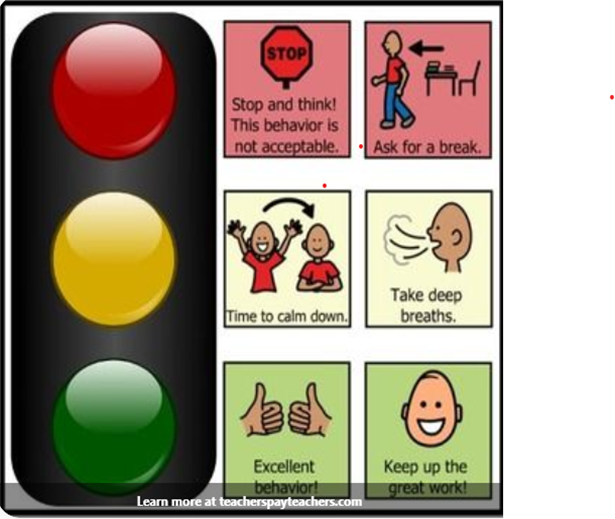 STOP
Stop and think!
This behavior is
not acceptable.
Ask for a break.
Time to calm down.
Take deep
breaths.
Excellent
behavior!
Keep up the
great work!
Learn more at teacherspayteachers.com